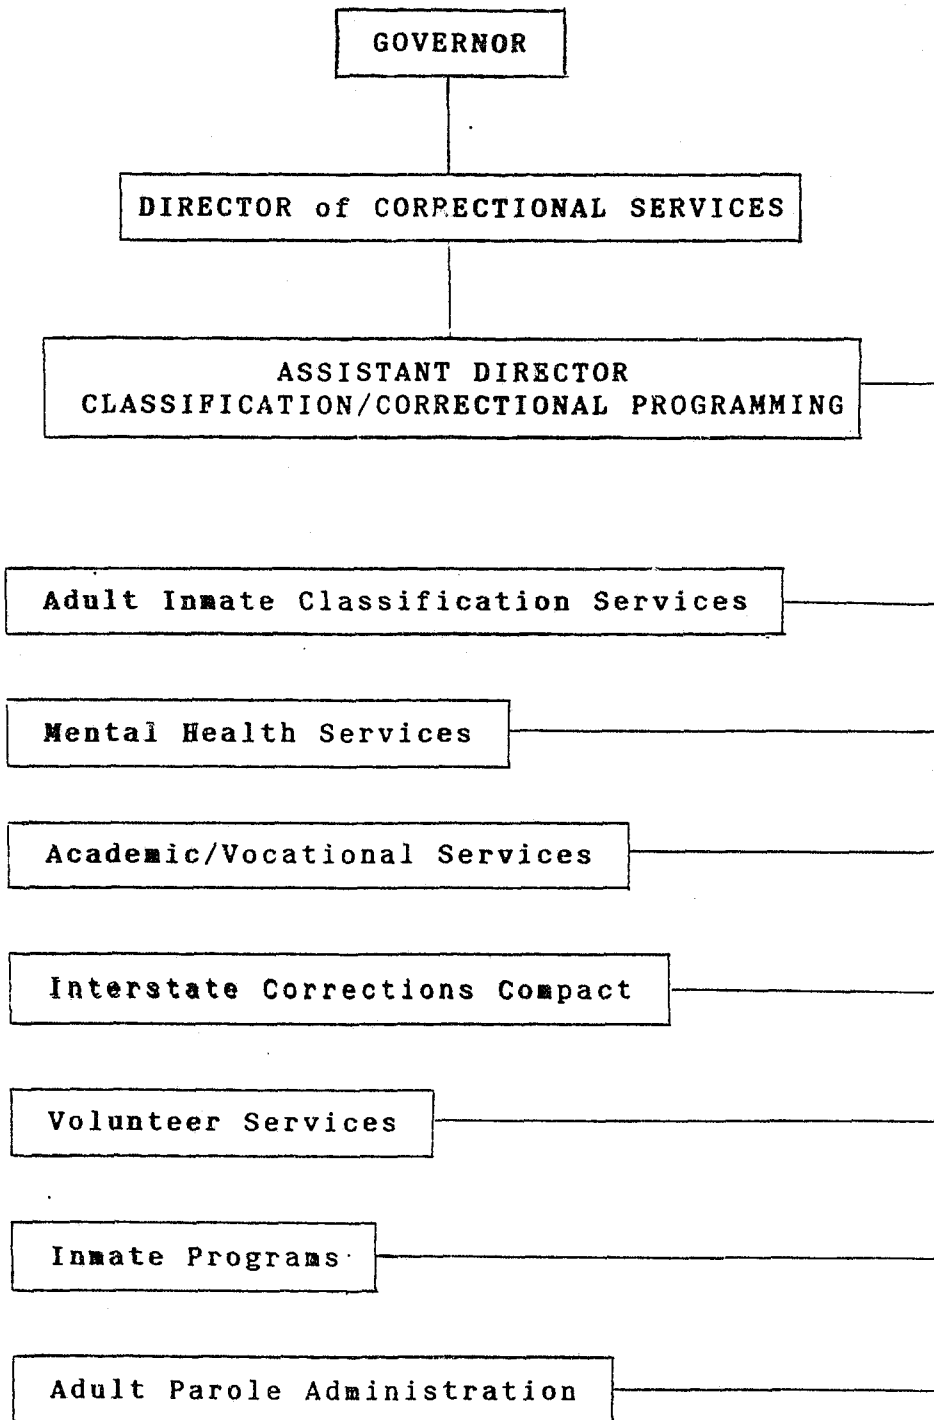 GOVERNOR
DIRECTOR of CORRECTIONAL SERVICES
ASSISTANT DIRECTOR
CLASSIFICATION/CORRECTIONAL PROGRAMMING
Adult Inmate Classification Services
Mental Health Services
Academic/Vocational Services
Interstate Corrections Compact
Volunteer Services
Inmate Programs
Adult Parole Administration